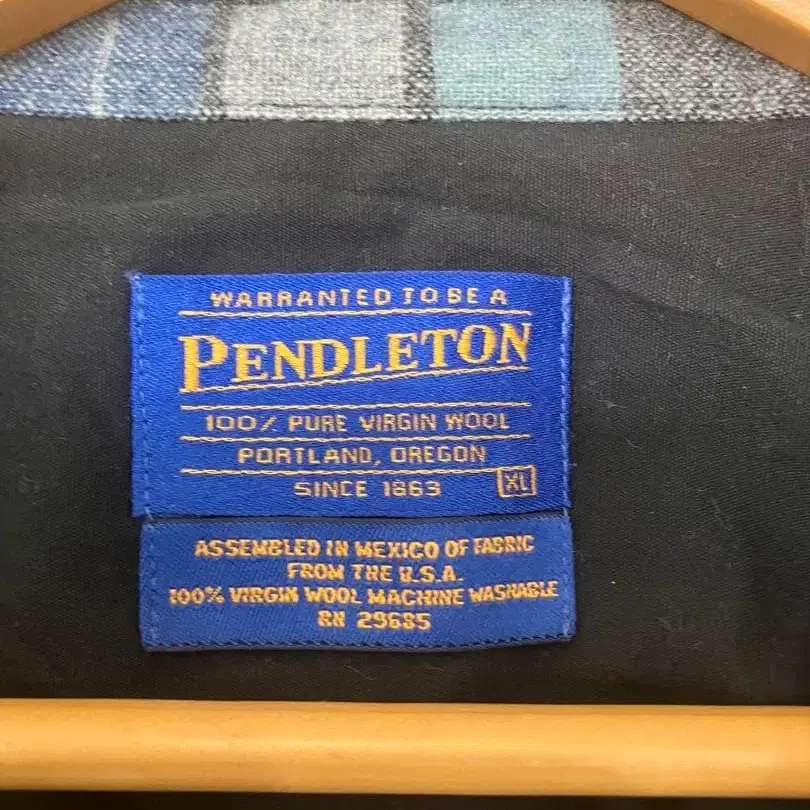 WARRANTED TO BE A
PENDLETON
100% PURE VIRGIN WOOL
PORTLAND, OREGON
SINCE 1863
XL
ASSEMBLED IN MEXICO OF FABRIC
FROM THE U.S.A.
100% VIRGIN WOOL MACHINE WASHABLE
RN 29685